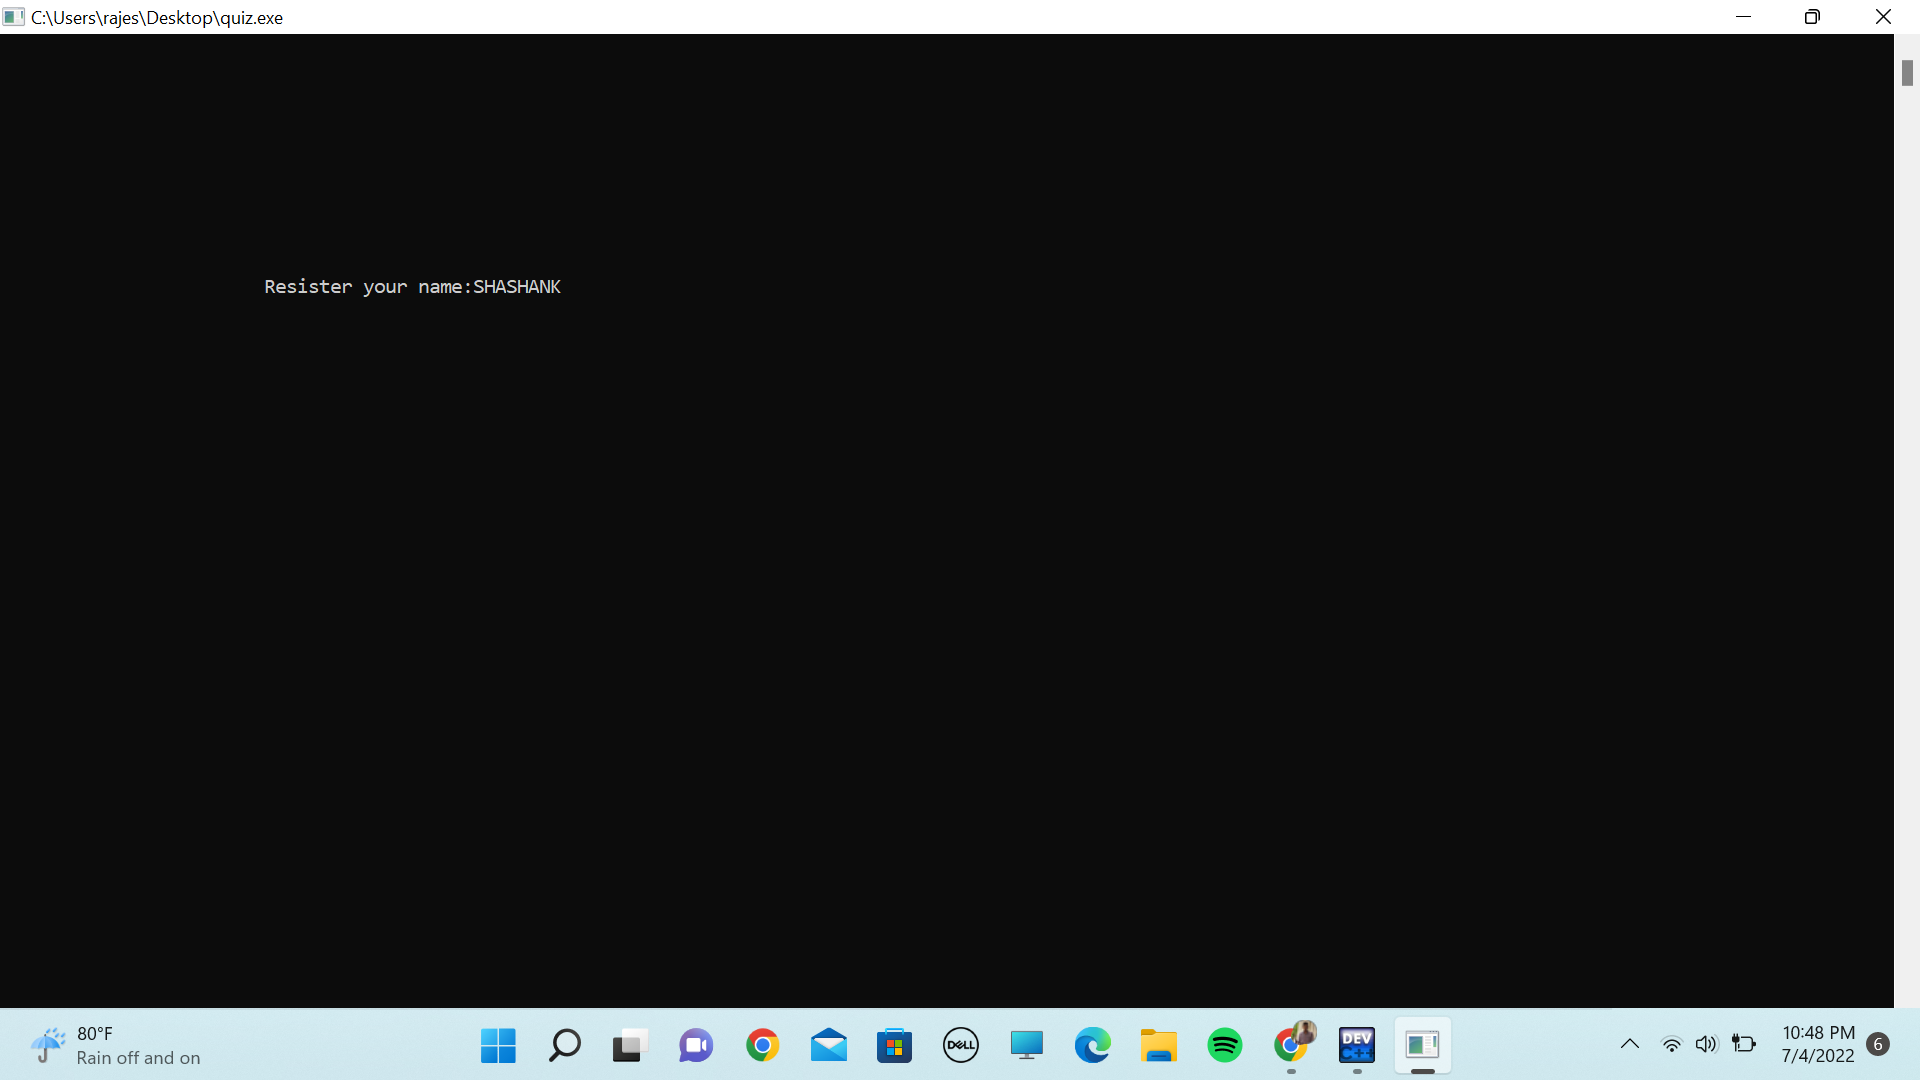 C:\Users\rajes\Desktop\quiz.exe
Resister your name:SHASHANK
80°F
Rain off and on
DELL
DEV
C++
10:48 PM
7/4/2022
6